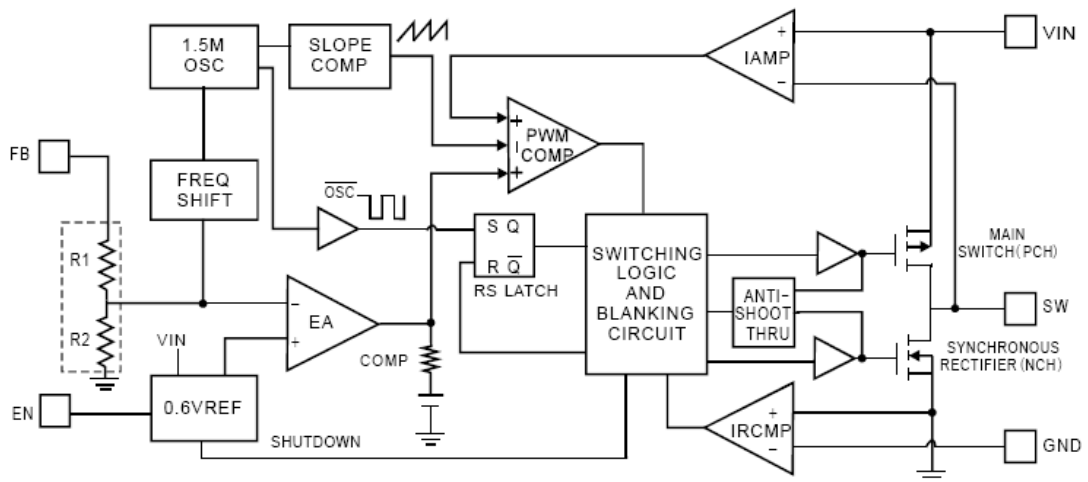 1.5M
OSC
SLOPE
COMP
IAMP
+
−
VIN
FB
FREQ
SHIFT
+
−
+
PWM
COMP
OSC
R1
R2
S Q
R Q
RS LATCH
SWITCHING
LOGIC
AND
BLANKING
CIRCUIT
ANTI-
SHOOT
THRU
MAIN
SWITCH(PCH)
SW
−
EA
+
COMP
SYNCHRONOUS
RECTIFIER(NCH)
VIN
EN
0.6VREF
SHUTDOWN
IRCMP
+
−
GND